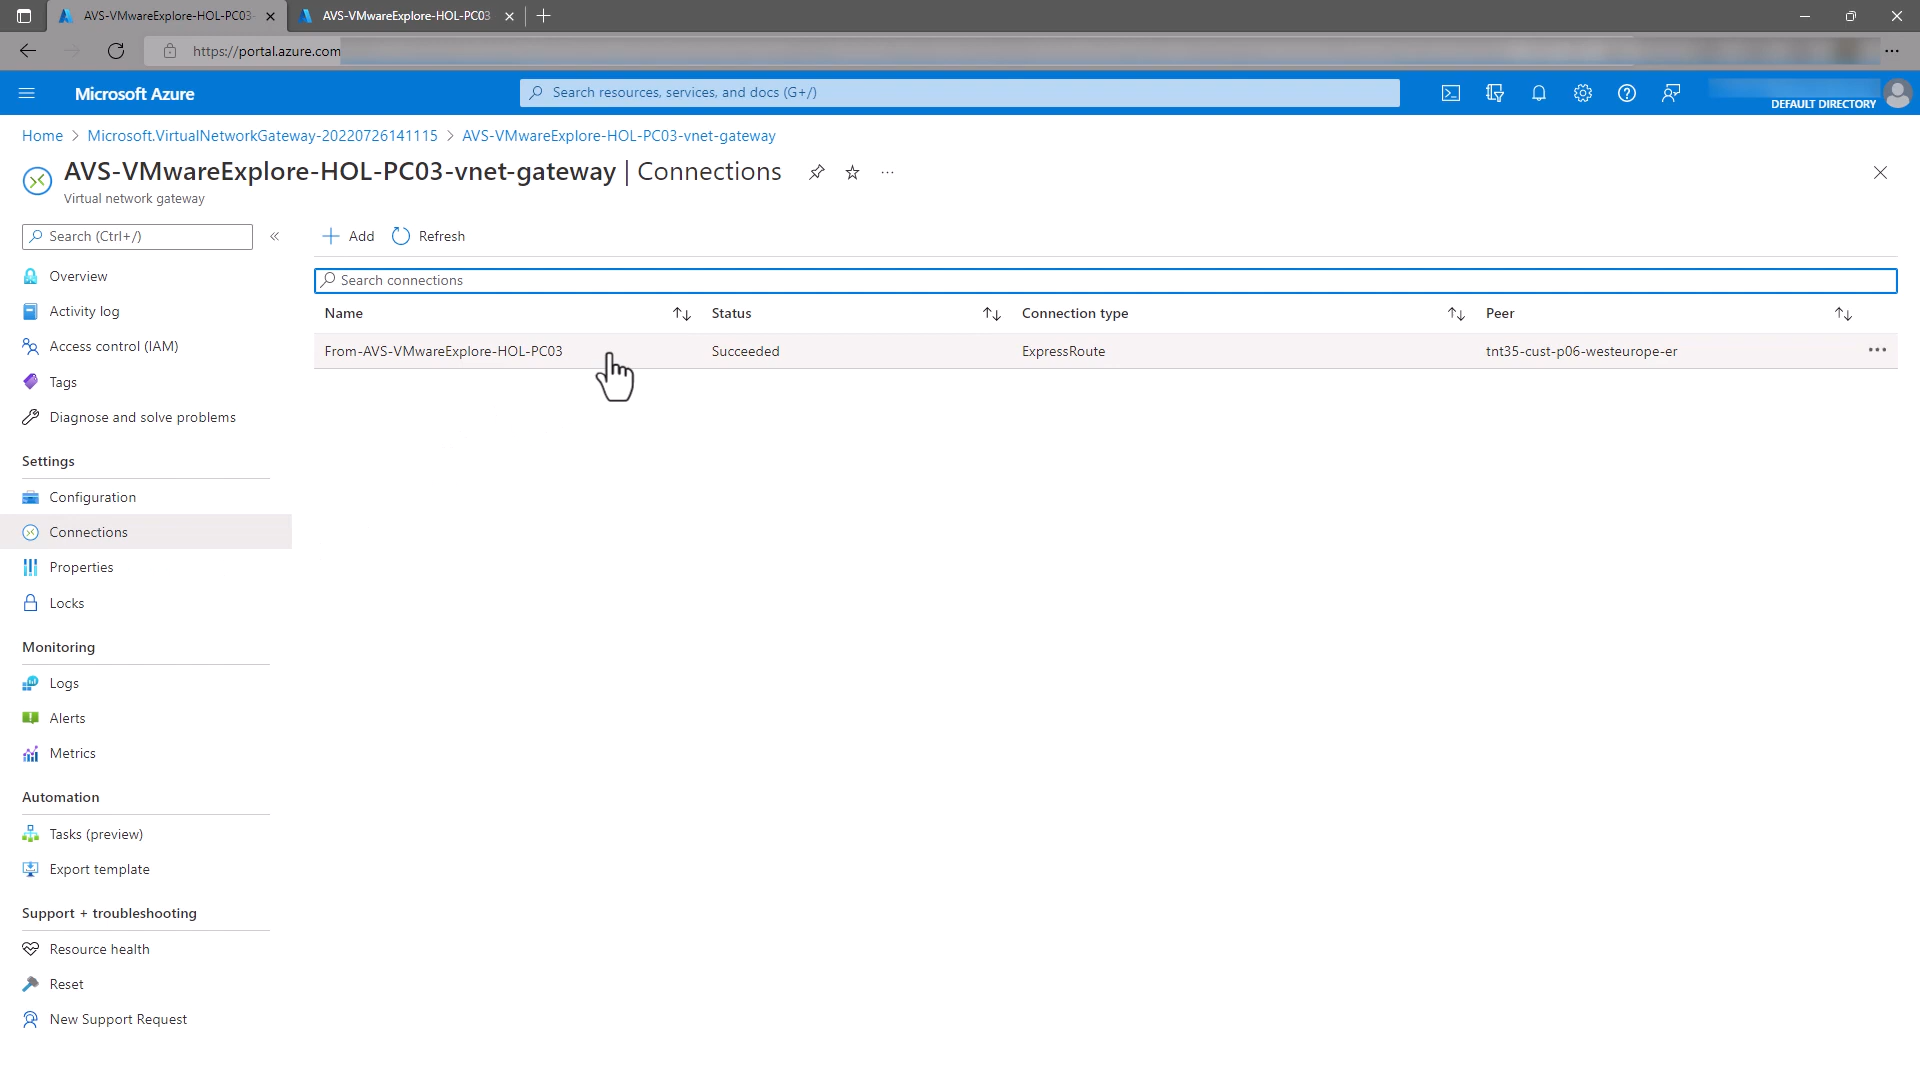 AVS-VMwareExplore-HOL-PC03-
AVS-VMwareExplore-HOL-PC03
https://portal.azure.com
Microsoft Azure
Search resources, services, and docs (G+/)
DEFAULT DIRECTORY
Home > Microsoft.VirtualNetworkGateway-20220726141115 > AVS-VMwareExplore-HOL-PC03-vnet-gateway
AVS-VMwareExplore-HOL-PC03-vnet-gateway | Connections
Virtual network gateway
Search (Ctrl+/)
Add
Refresh
Overview
Activity log
Access control (IAM)
Tags
Diagnose and solve problems
Settings
Configuration
Connections
Properties
Locks
Monitoring
Logs
Alerts
Metrics
Automation
Tasks (preview)
Export template
Support + troubleshooting
Resource health
Reset
New Support Request
Search connections
Name Status Connection type Peer
From-AVS-VMwareExplore-HOL-PC03 Succeeded ExpressRoute tnt35-cust-p06-westeurope-er